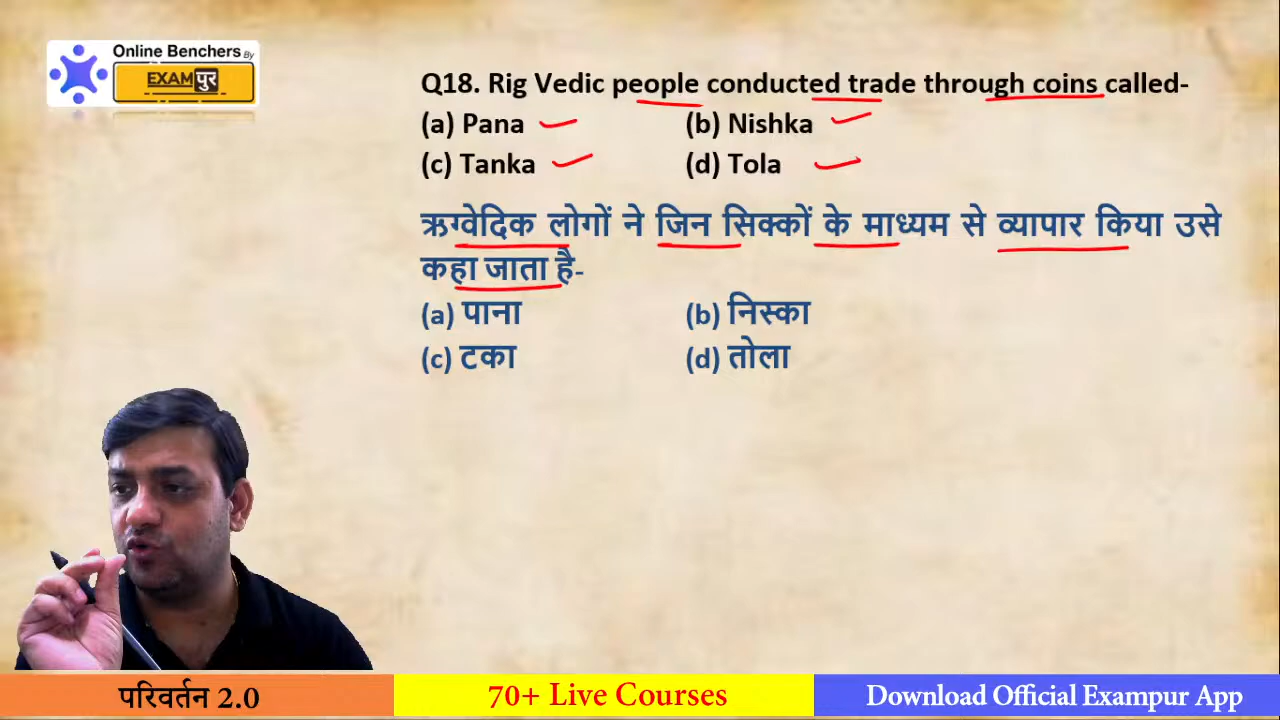 Online Benchers By
EXAMपुर
Q18. Rig Vedic people conducted trade through coins called-
(a) Pana (b) Nishka
(c) Tanka (d) Tola
ऋग्वेदिक लोगों ने जिन सिक्कों के माध्यम से व्यापार किया उसे
कहा जाता है-
(a) पाना (b) निस्का
(c) टका (d) तोला
परिवर्तन 2.0 70+ Live Courses Download Official Exampur App